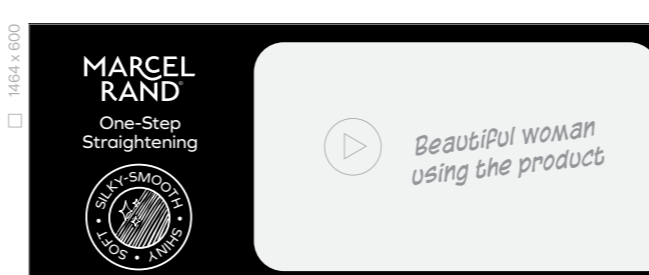 1464 x 600
MARCEL
RAND®
One-Step
Straightening
SILKY-SMOOTH • SHINY • SOFT •
Beautiful woman
using the product